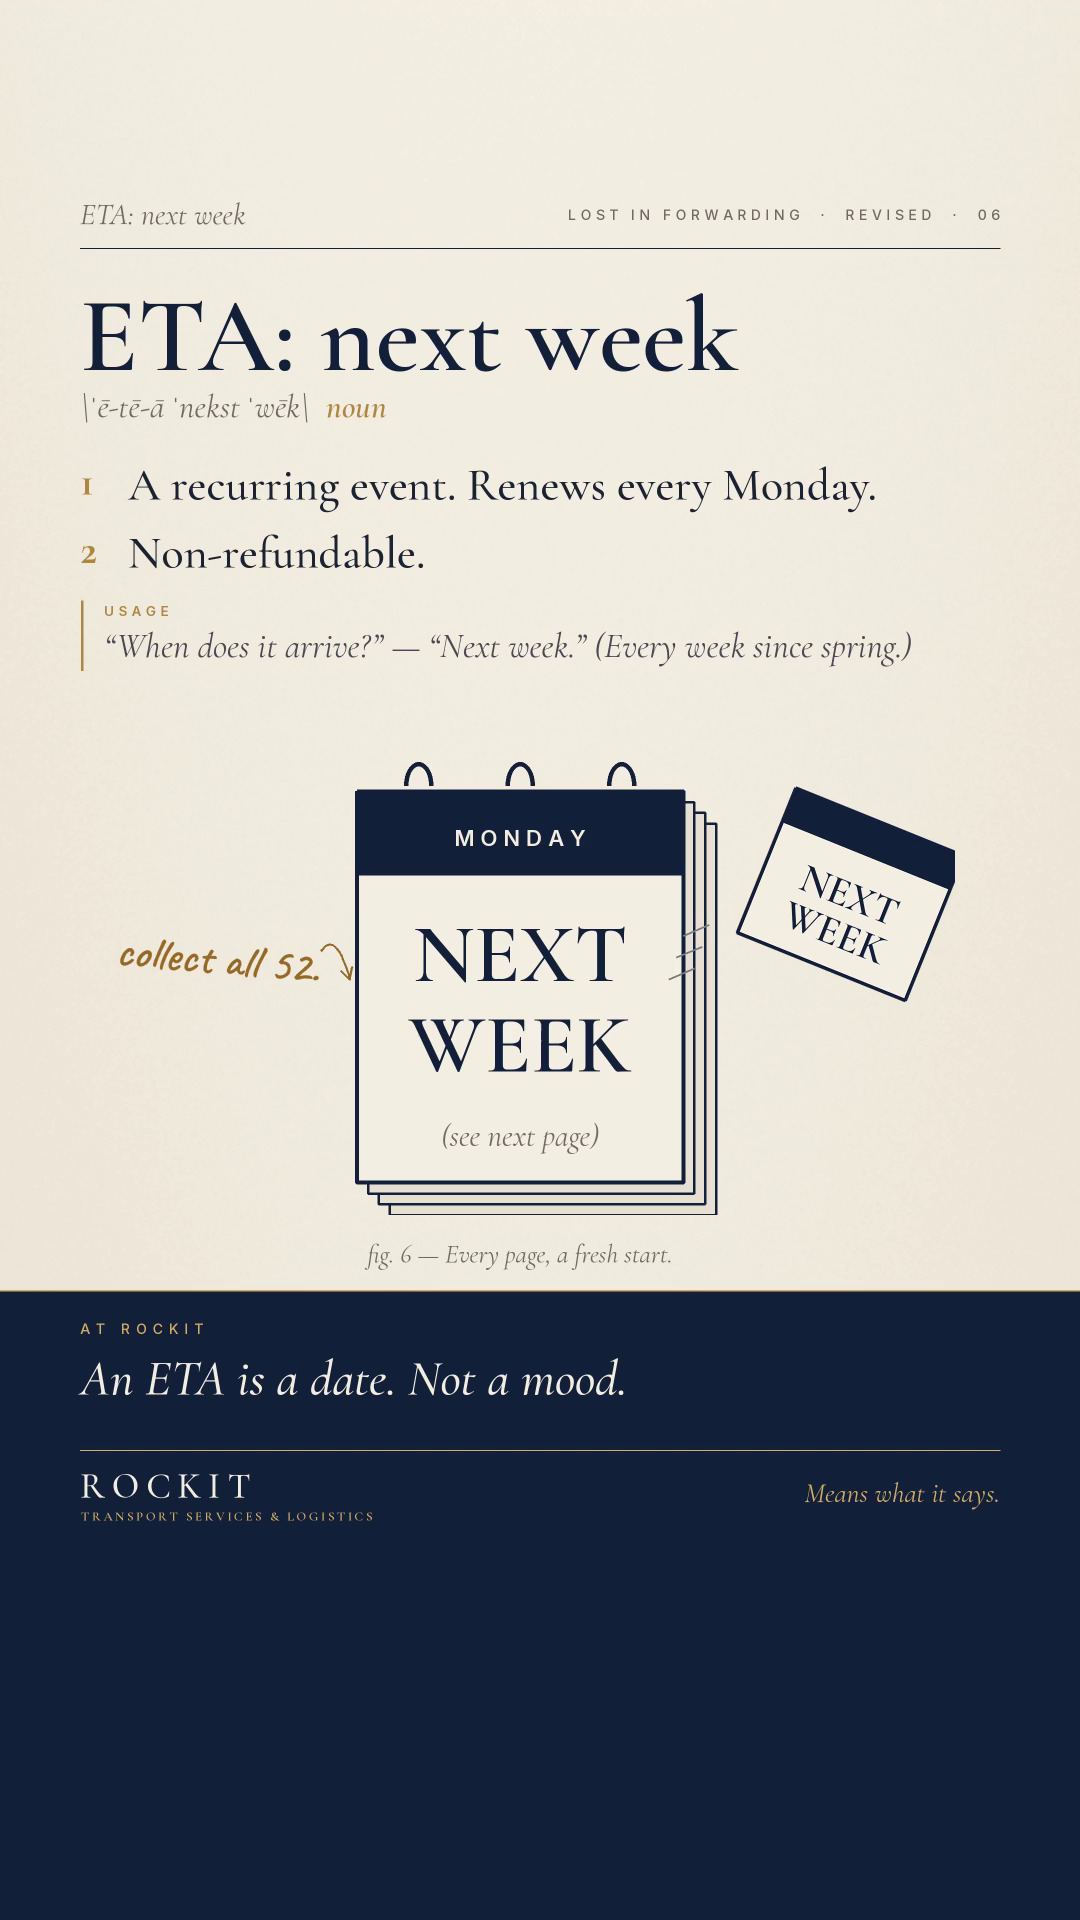 ETA: next week
LOST IN FORWARDING · REVISED · 06
ETA: next week
\ˈē-tē-ā ˈnekst ˈwēk\ noun
1 A recurring event. Renews every Monday.
2 Non-refundable.
USAGE
“When does it arrive?” — “Next week.” (Every week since spring.)
MONDAY
NEXT
WEEK
(see next page)
NEXT
WEEK
collect all 52.
fig. 6 — Every page, a fresh start.
AT ROCKIT
An ETA is a date. Not a mood.
ROCKIT
TRANSPORT SERVICES & LOGISTICS
Means what it says.